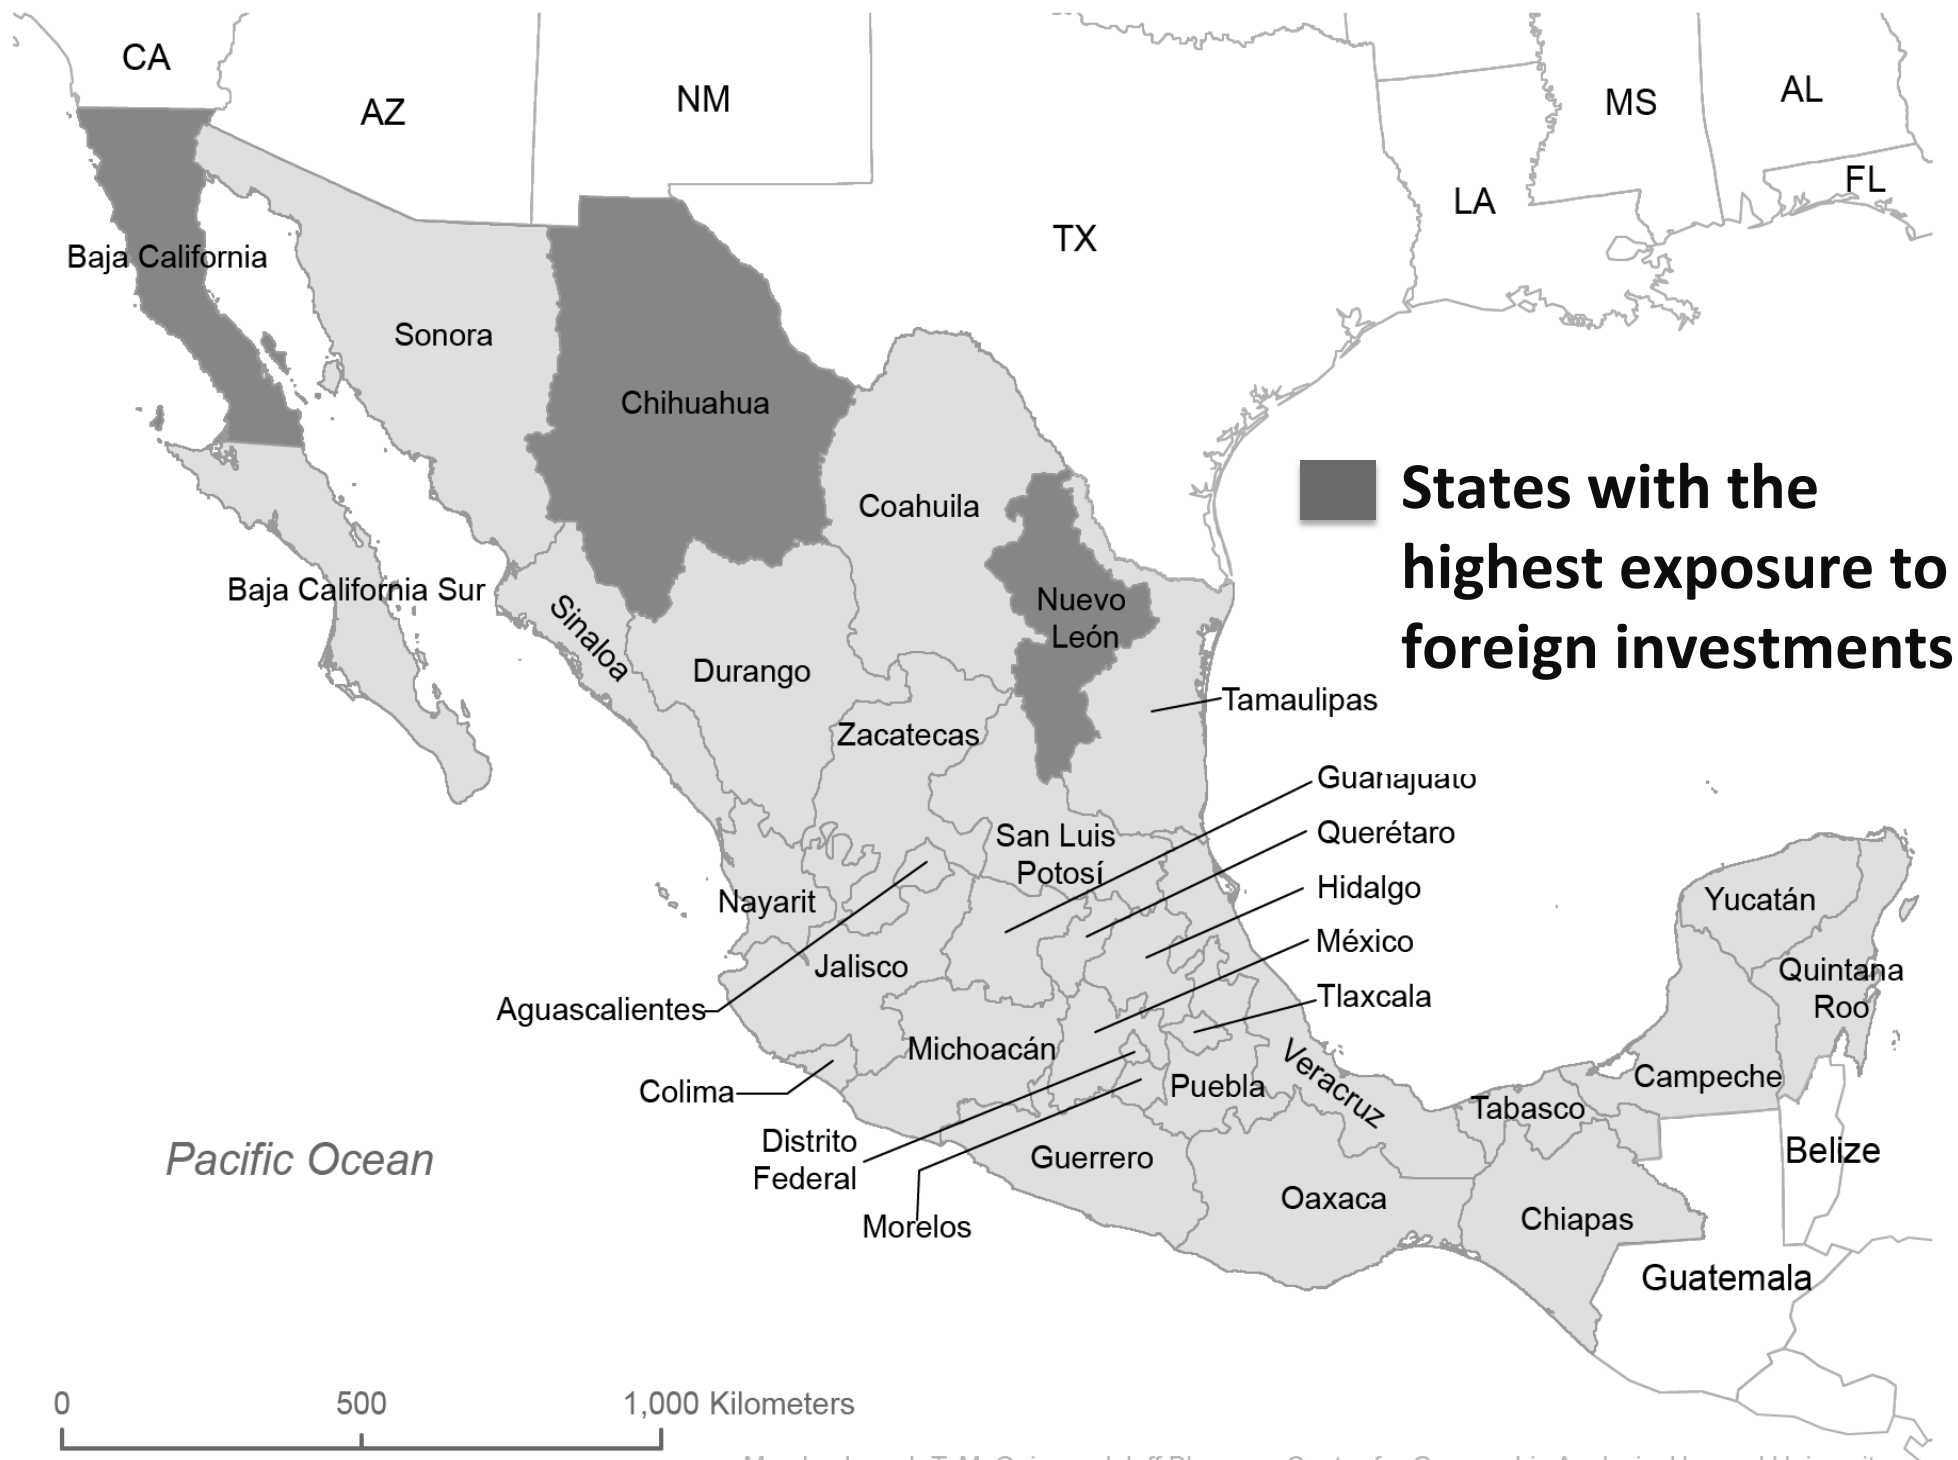 CA
AZ
NM
TX
LA
MS
AL
FL
Baja California
Sonora
Chihuahua
Coahuila
States with the
highest exposure to
foreign investments
Baja California Sur
Sinaloa
Nuevo
León
Durango
Tamaulipas
Zacatecas
Guanajuato
San Luis
Potosí
Querétaro
Hidalgo
Nayarit
México
Jalisco
Tlaxcala
Aguascalientes
Michoacán
Veracruz
Colima
Puebla
Distrito
Federal
Guerrero
Morelos
Oaxaca
Tabasco
Chiapas
Campeche
Yucatán
Quintana
Roo
Belize
Guatemala
Pacific Ocean
0 500 1,000 Kilometers